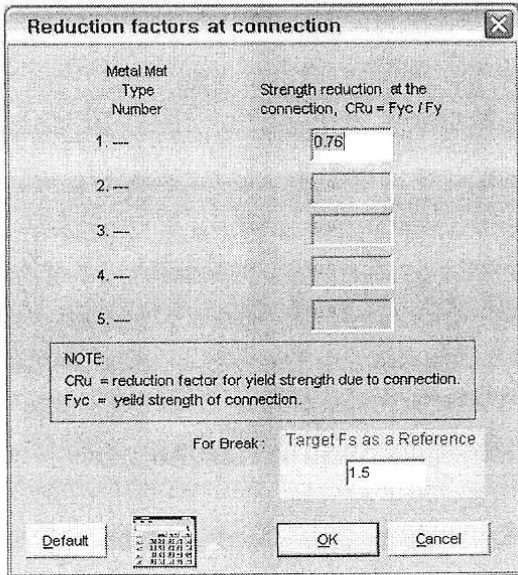 Reduction factors at connection
Metal Mat
Type
Number
Strength reduction at the
connection, CRu = Fyc / Fy
1. ---- 0.76
2. ----
3. ----
4. ----
5. ----
NOTE:
CRu = reduction factor for yield strength due to connection.
Fyc = yeild strength of connection.
For Break: Target Fs as a Reference
1.5
Default OK Cancel